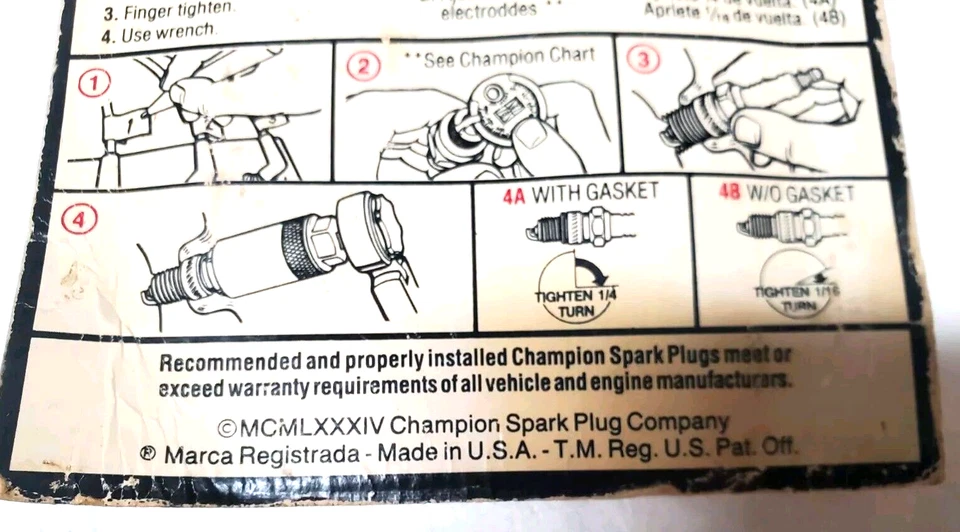 3. Finger tighten.
4. Use wrench.
electroddes **
Apriete 1/16 de vuelta. (4B)
1
1
2
**See Champion Chart
3
4
4A WITH GASKET
TIGHTEN 1/4
TURN
4B W/O GASKET
TIGHTEN 1/16
TURN
Recommended and properly installed Champion Spark Plugs meet or
exceed warranty requirements of all vehicle and engine manufacturers.
©MCMLXXXIV Champion Spark Plug Company
® Marca Registrada - Made in U.S.A. - T.M. Reg. U.S. Pat. Off.